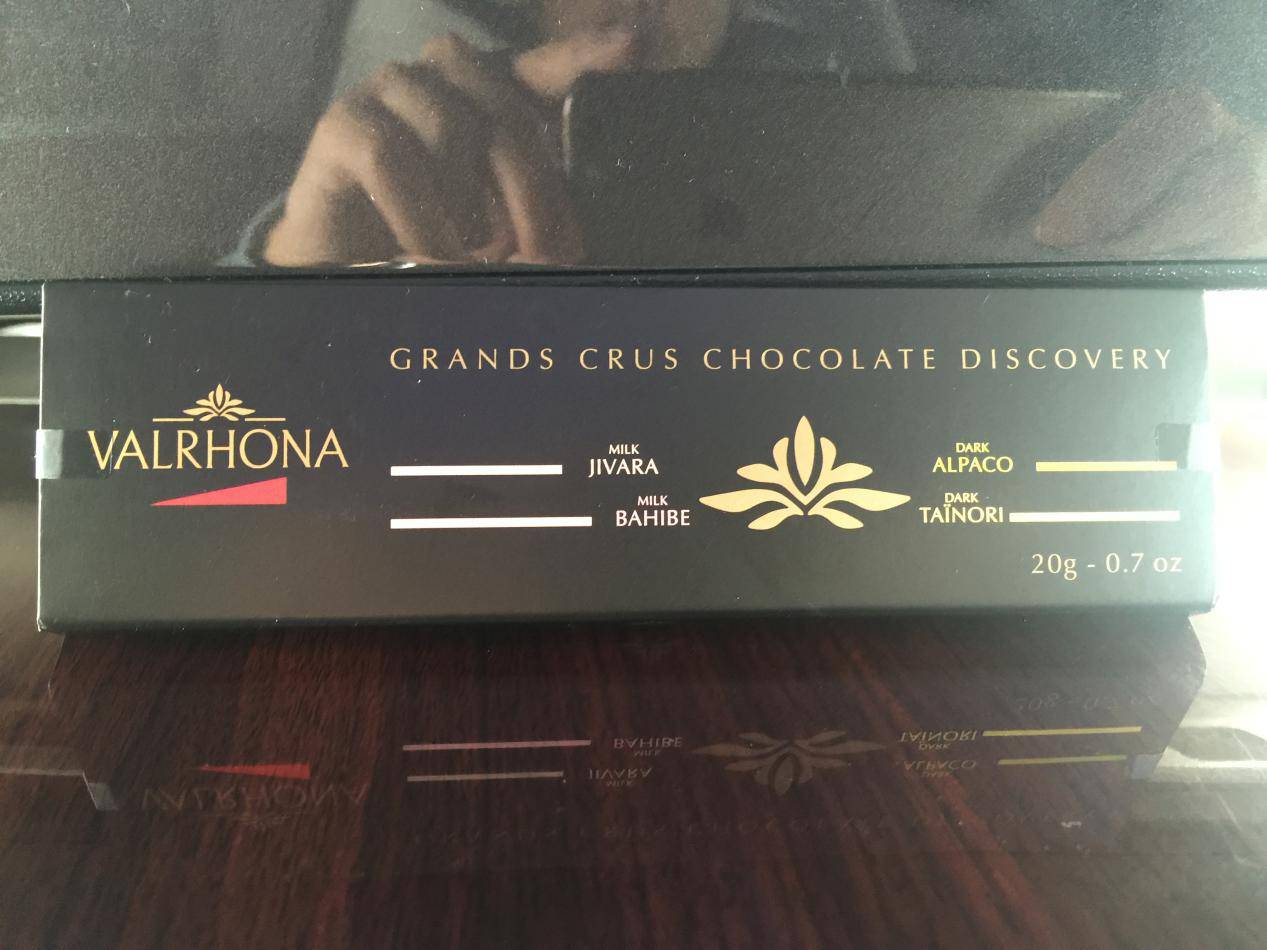 GRANDS CRUS CHOCOLATE DISCOVERY
VALRHONA
MILK
JIVARA
MILK
BAHIBE
DARK
ALPACO
DARK
TAÏNORI
20g - 0.7 oz